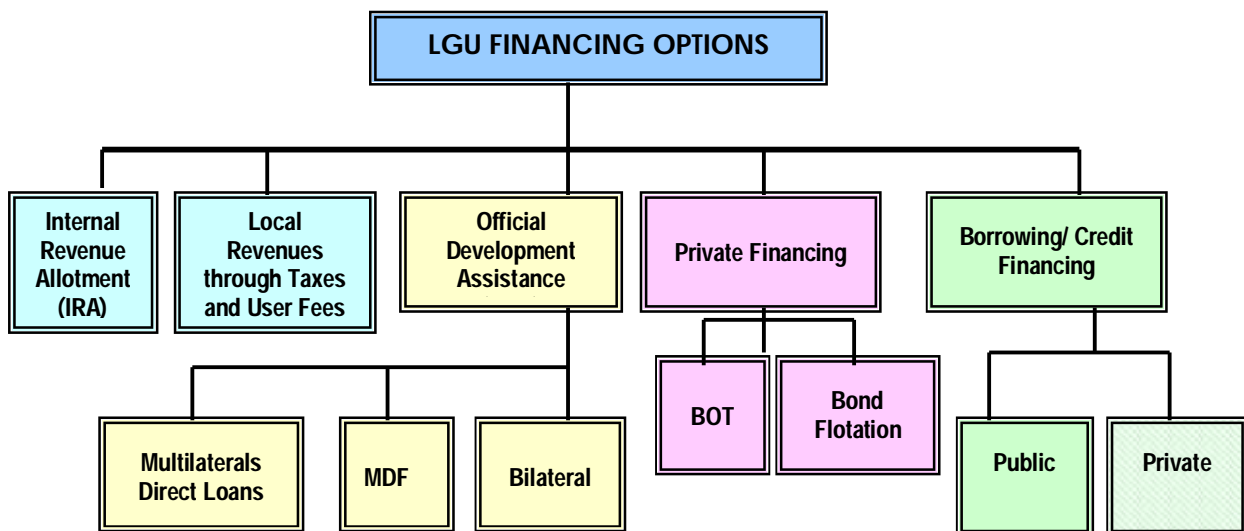 LGU FINANCING OPTIONS
Internal
Revenue
Allotment
(IRA)
Local
Revenues
through Taxes
and User Fees
Official
Development
Assistance
Private Financing
Borrowing/ Credit
Financing
Multilaterals
Direct Loans
MDF
Bilateral
BOT
Bond
Flotation
Public
Private